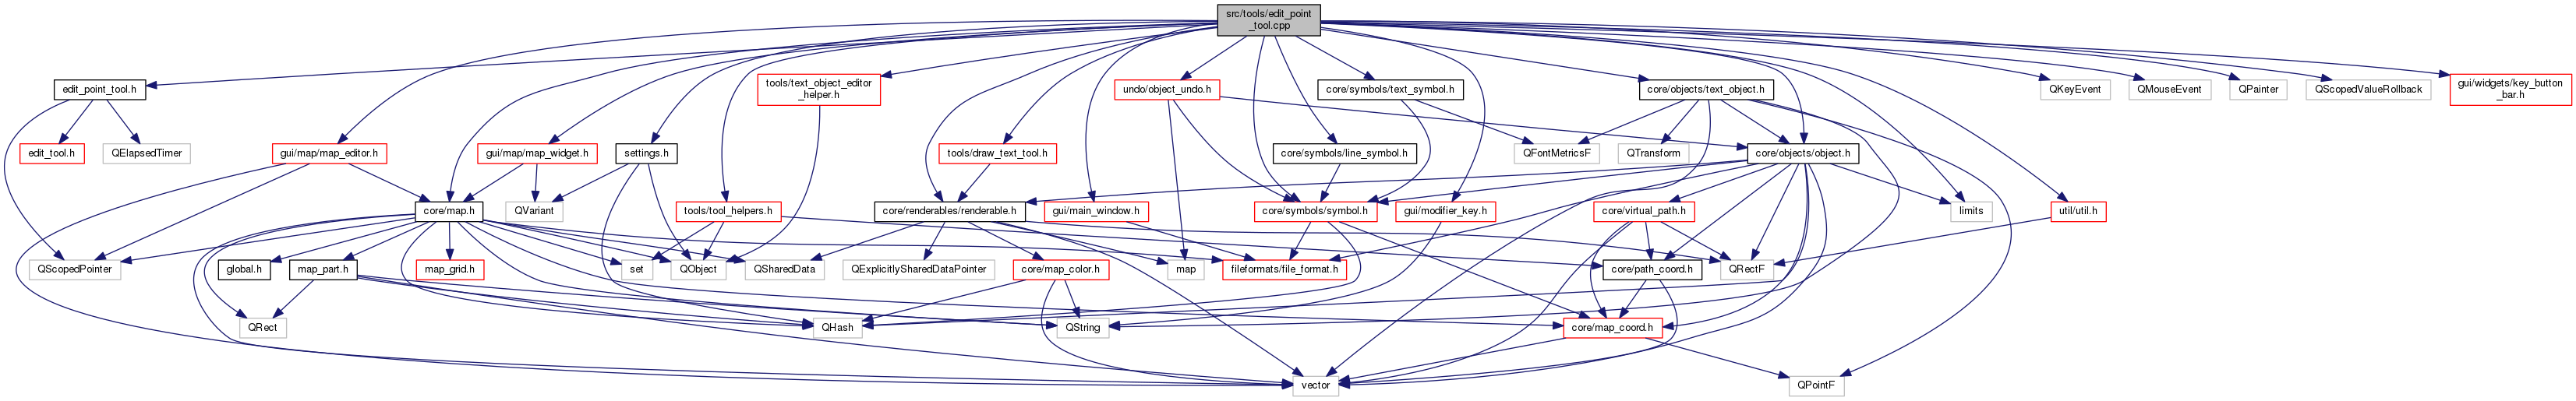 src/tools/edit_point
_tool.cpp
edit_point_tool.h
tools/text_object_editor
_helper.h
undo/object_undo.h
core/symbols/text_symbol.h
core/objects/text_object.h
QKeyEvent
QMouseEvent
QPainter
QScopedValueRollback
gui/widgets/key_button
_bar.h
edit_tool.h
QElapsedTimer
gui/map/map_editor.h
gui/map/map_widget.h
settings.h
tools/draw_text_tool.h
core/symbols/line_symbol.h
QFontMetricsF
QTransform
core/objects/object.h
QVariant
core/map.h
tools/tool_helpers.h
core/renderables/renderable.h
gui/main_window.h
core/symbols/symbol.h
gui/modifier_key.h
core/virtual_path.h
limits
util/util.h
QScopedPointer
global.h
map_part.h
map_grid.h
set
QObject
QSharedData
QExplicitlySharedDataPointer
core/map_color.h
map
fileformats/file_format.h
core/path_coord.h
QRectF
QRect
QHash
QString
core/map_coord.h
vector
QPointF